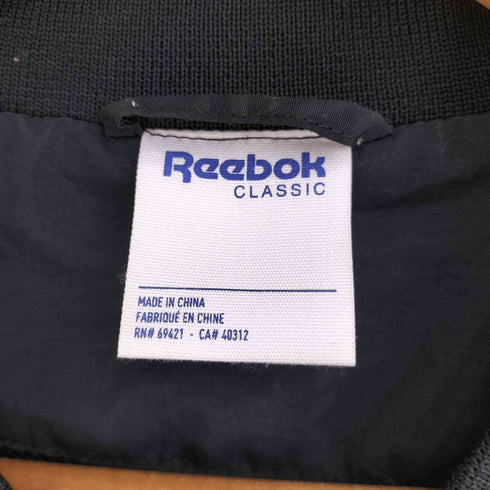 Reebok
CLASSIC
MADE IN CHINA
FABRIQUÉ EN CHINE
RN# 69421 - CA# 40312